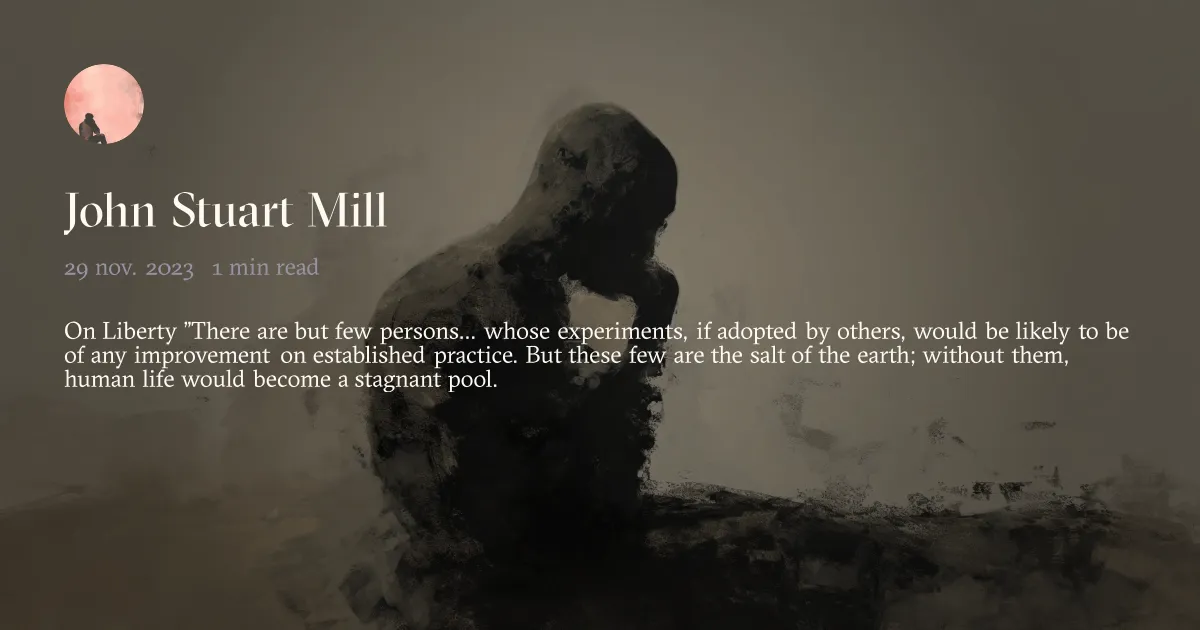 John Stuart Mill
29 nov. 2023 1 min read
On Liberty "There are but few persons... whose experiments, if adopted by others, would be likely to be
of any improvement on established practice. But these few are the salt of the earth; without them,
human life would become a stagnant pool.